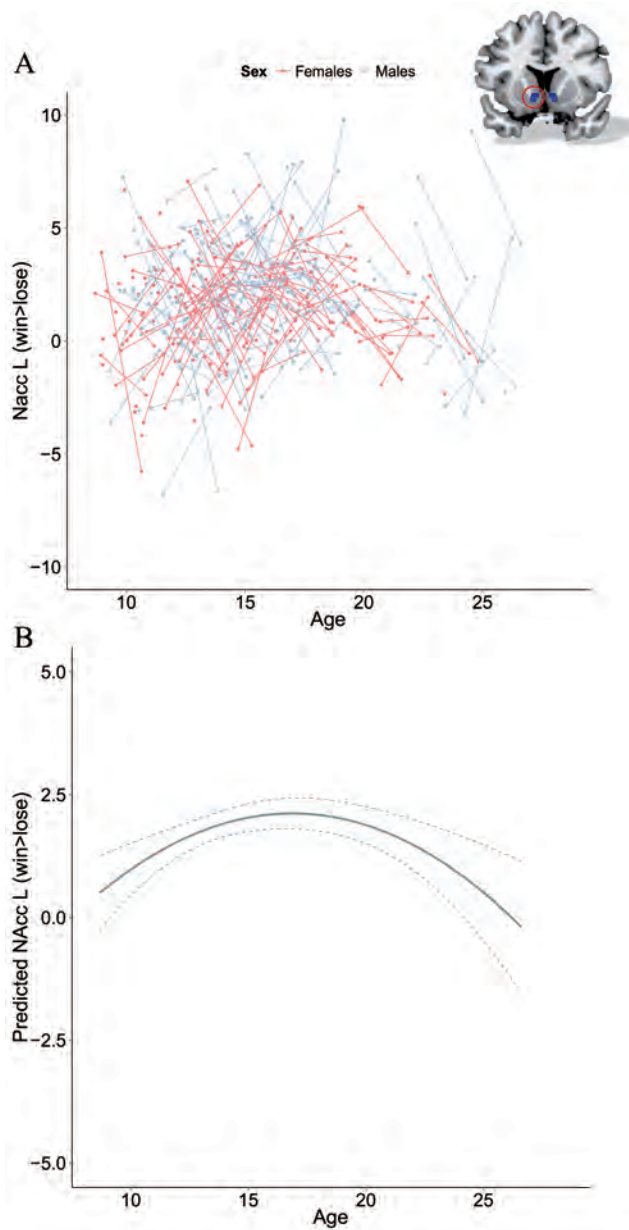 A
Sex Females Males
Nacc L (win>lose)
10
5
0
−5
−10
10 15 20 25
Age
B
Predicted NAcc L (win>lose)
5.0
2.5
0.0
−2.5
−5.0
10 15 20 25
Age